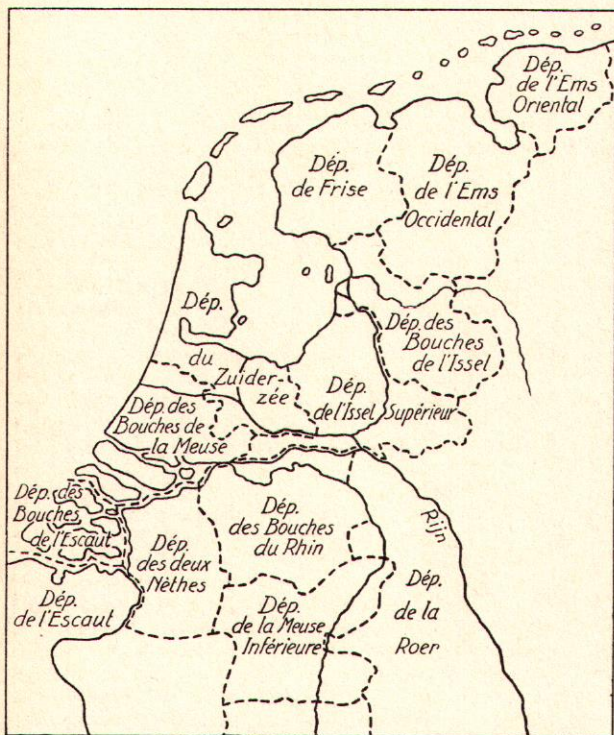 Dép.
de l'Ems
Oriental
Dép.
de Frise
Dép.
de l'Ems
Occidental
Dép.
du
Zuider-
zée
Dép. des
Bouches
de l'Issel
Dép.
de l'Issel
Supérieur
Dép. des
Bouches de
la Meuse
Dép. des
Bouches
de l'Escaut
Dép.
des deux
Nèthes
Dép.
des Bouches
du Rhin
Rijn
Dép.
de l'Escaut
Dép.
de la Meuse
Inférieure
Dép.
de la
Roer